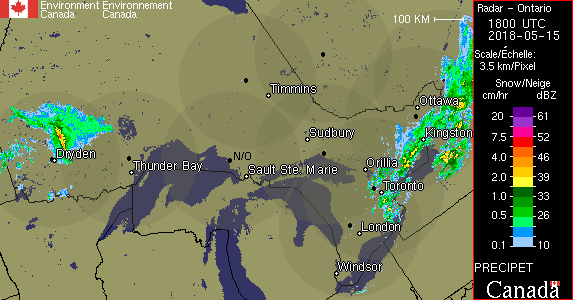 Environment Environnement
Canada Canada
100 KM
Timmins
Ottawa
Sudbury
Kingston
Dryden
N/O
Thunder Bay
Sault Ste. Marie
Orillia
Toronto
London
Windsor
Radar - Ontario
1800 UTC
2018-05-15
Scale/Échelle:
3.5 km/Pixel
Snow/Neige
cm/hr dBZ
20 61
7.5 52
4.0 46
2.0 39
1.0 33
0.5 26
0.1 10
PRECIPET
Canada